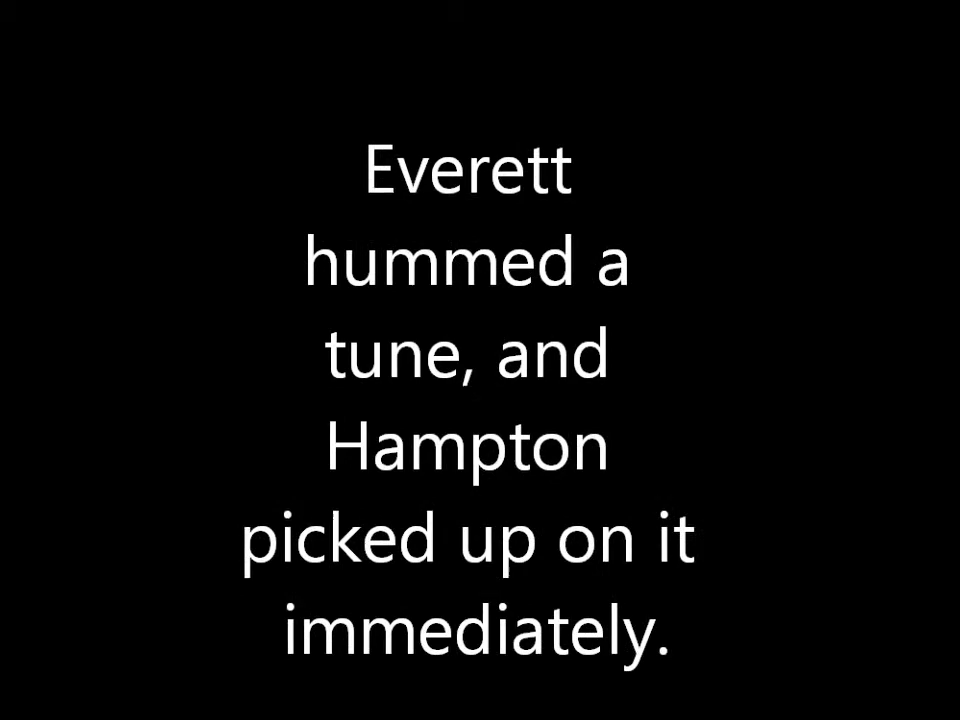 Everett
hummed a
tune, and
Hampton
picked up on it
immediately.